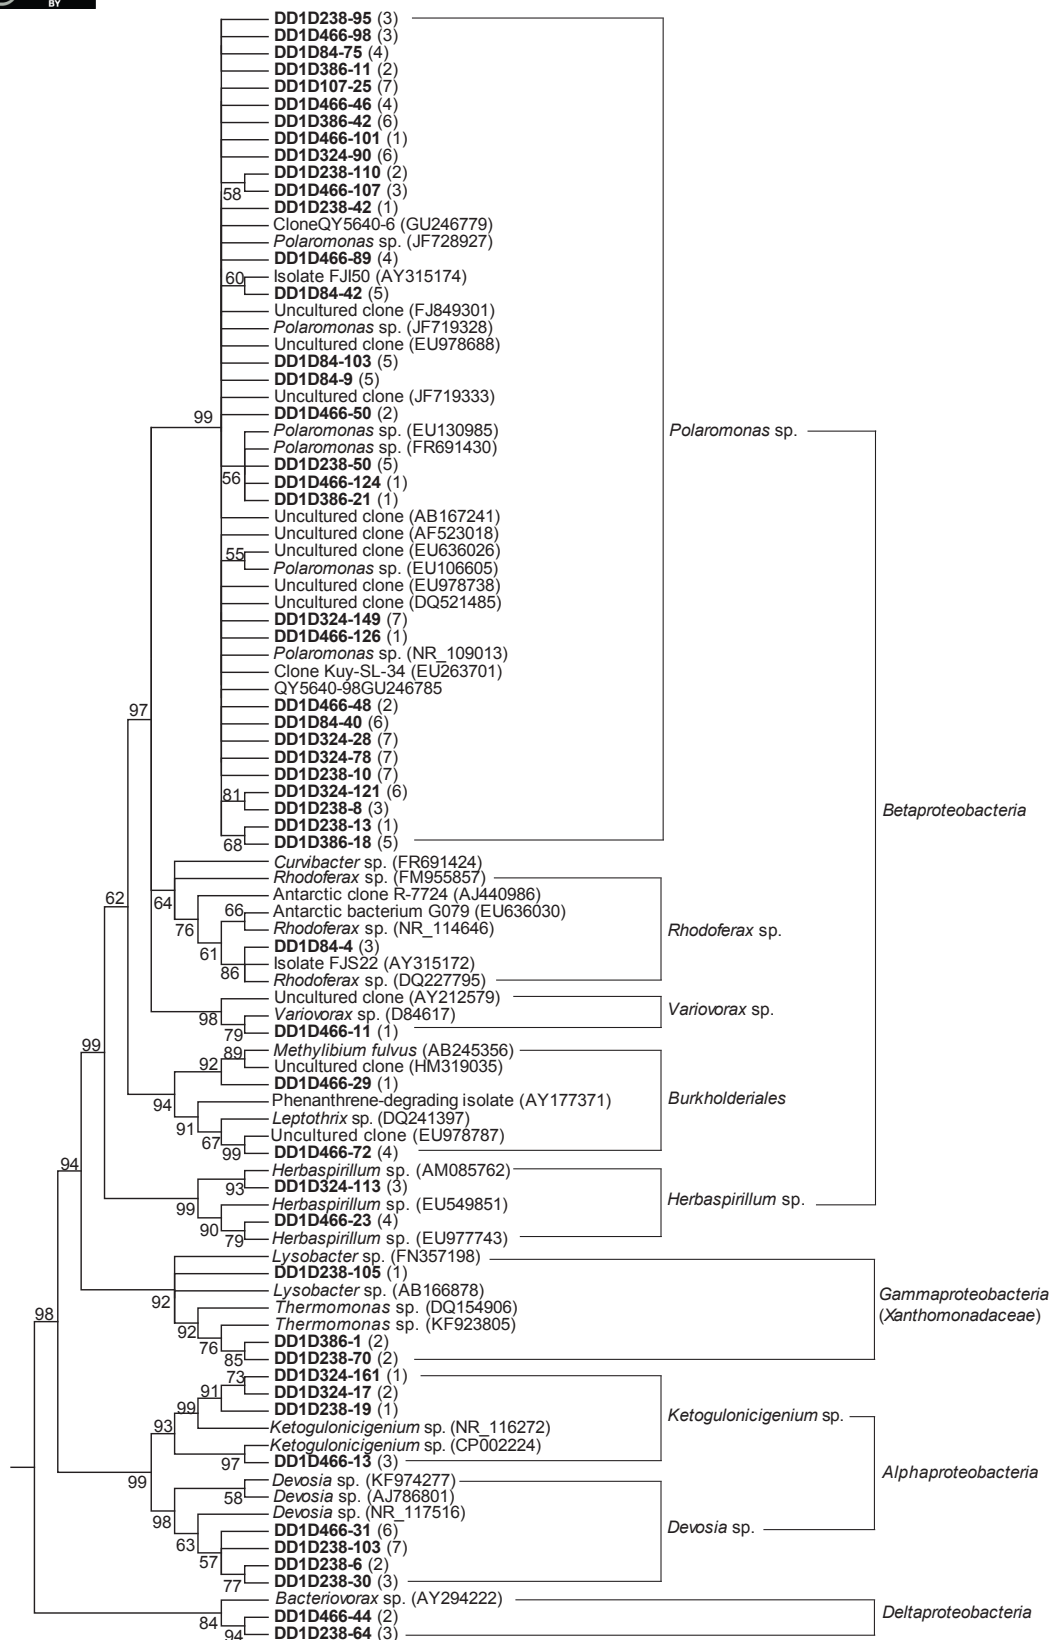 BY
DD1D238-95 (3)
DD1D466-98 (3)
DD1D84-75 (4)
DD1D386-11 (2)
DD1D107-25 (7)
DD1D466-46 (4)
DD1D386-42 (6)
DD1D466-101 (1)
DD1D324-90 (6)
DD1D238-110 (2)
58
DD1D466-107 (3)
DD1D238-42 (1)
CloneQY5640-6 (GU246779)
Polaromonas sp. (JF728927)
DD1D466-89 (4)
60
Isolate FJI50 (AY315174)
DD1D84-42 (5)
Uncultured clone (FJ849301)
Polaromonas sp. (JF719328)
Uncultured clone (EU978688)
DD1D84-103 (5)
DD1D84-9 (5)
Uncultured clone (JF719333)
99
DD1D466-50 (2)
Polaromonas sp. (EU130985)
Polaromonas sp.
Polaromonas sp. (FR691430)
DD1D238-50 (5)
56
DD1D466-124 (1)
DD1D386-21 (1)
Uncultured clone (AB167241)
Uncultured clone (AF523018)
55
Uncultured clone (EU636026)
Polaromonas sp. (EU106605)
Uncultured clone (EU978738)
Uncultured clone (DQ521485)
DD1D324-149 (7)
DD1D466-126 (1)
Polaromonas sp. (NR_109013)
Clone Kuy-SL-34 (EU263701)
QY5640-98GU246785
97
DD1D466-48 (2)
DD1D84-40 (6)
DD1D324-28 (7)
DD1D324-78 (7)
DD1D238-10 (7)
81
DD1D324-121 (6)
DD1D238-8 (3)
Betaproteobacteria
DD1D238-13 (1)
68
DD1D386-18 (5)
Curvibacter sp. (FR691424)
Rhodoferax sp. (FM955857)
62
64
Antarctic clone R-7724 (AJ440986)
66
Antarctic bacterium G079 (EU636030)
76
Rhodoferax sp. (NR_114646)
Rhodoferax sp.
61
DD1D84-4 (3)
Isolate FJS22 (AY315172)
86
Rhodoferax sp. (DQ227795)
Uncultured clone (AY212579)
98
Variovorax sp. (D84617)
Variovorax sp.
79
DD1D466-11 (1)
99
89
Methylibium fulvus (AB245356)
92
Uncultured clone (HM319035)
DD1D466-29 (1)
94
Phenanthrene-degrading isolate (AY177371)
Burkholderiales
91
Leptothrix sp. (DQ241397)
67
Uncultured clone (EU978787)
99
DD1D466-72 (4)
94
Herbaspirillum sp. (AM085762)
93
DD1D324-113 (3)
99
Herbaspirillum sp. (EU549851)
Herbaspirillum sp.
90
DD1D466-23 (4)
79
Herbaspirillum sp. (EU977743)
Lysobacter sp. (FN357198)
DD1D238-105 (1)
92
Lysobacter sp. (AB166878)
Gammaproteobacteria
(Xanthomonadaceae)
98
Thermomonas sp. (DQ154906)
92
Thermomonas sp. (KF923805)
76
DD1D386-1 (2)
85
DD1D238-70 (2)
73
DD1D324-161 (1)
91
DD1D324-17 (2)
99
DD1D238-19 (1)
Ketogulonicigenium sp.
93
Ketogulonicigenium sp. (NR_116272)
Ketogulonicigenium sp. (CP002224)
97
DD1D466-13 (3)
Alphaproteobacteria
99
Devosia sp. (KF974277)
58
Devosia sp. (AJ786801)
98
Devosia sp. (NR_117516)
DD1D466-31 (6)
Devosia sp.
63
DD1D238-103 (7)
57
DD1D238-6 (2)
77
DD1D238-30 (3)
Bacteriovorax sp. (AY294222)
84
DD1D466-44 (2)
Deltaproteobacteria
94
DD1D238-64 (3)